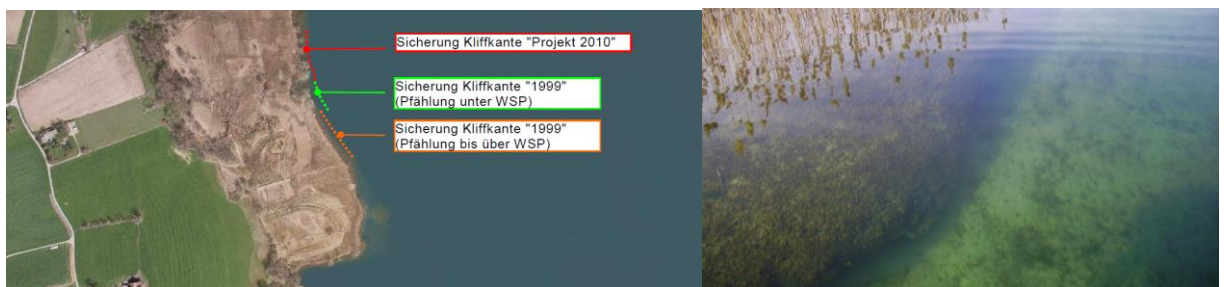 Sicherung Kliffkante "Projekt 2010"
Sicherung Kliffkante "1999"
(Pfählung unter WSP)
Sicherung Kliffkante "1999"
(Pfählung bis über WSP)